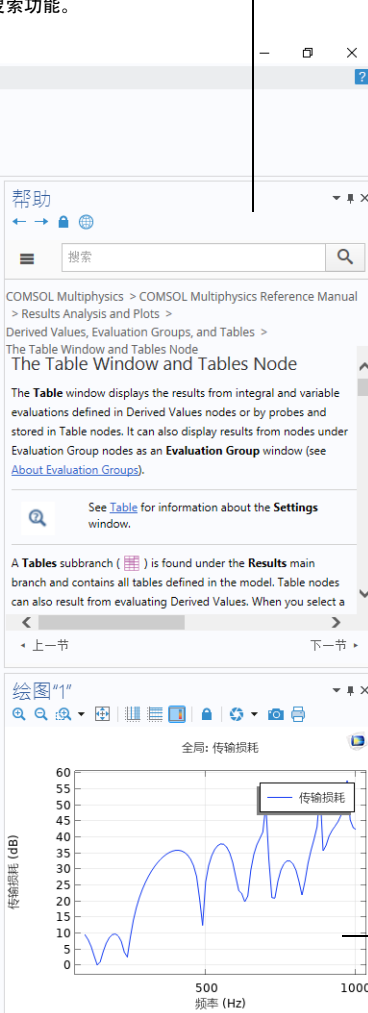 搜索功能。
?
帮助
搜索
COMSOL Multiphysics > COMSOL Multiphysics Reference Manual
> Results Analysis and Plots >
Derived Values, Evaluation Groups, and Tables >
The Table Window and Tables Node
The Table Window and Tables Node
The Table window displays the results from integral and variable
evaluations defined in Derived Values nodes or by probes and
stored in Table nodes. It can also display results from nodes under
Evaluation Group nodes as an Evaluation Group window (see
About Evaluation Groups).
See Table for information about the Settings
window.
A Tables subbranch ( ) is found under the Results main
branch and contains all tables defined in the model. Table nodes
can also result from evaluating Derived Values. When you select a
上一节
下一节
绘图"1"
全局: 传输损耗
传输损耗
60
55
50
45
40
35
30
25
20
15
10
5
0
传输损耗 (dB)
500
1000
频率 (Hz)